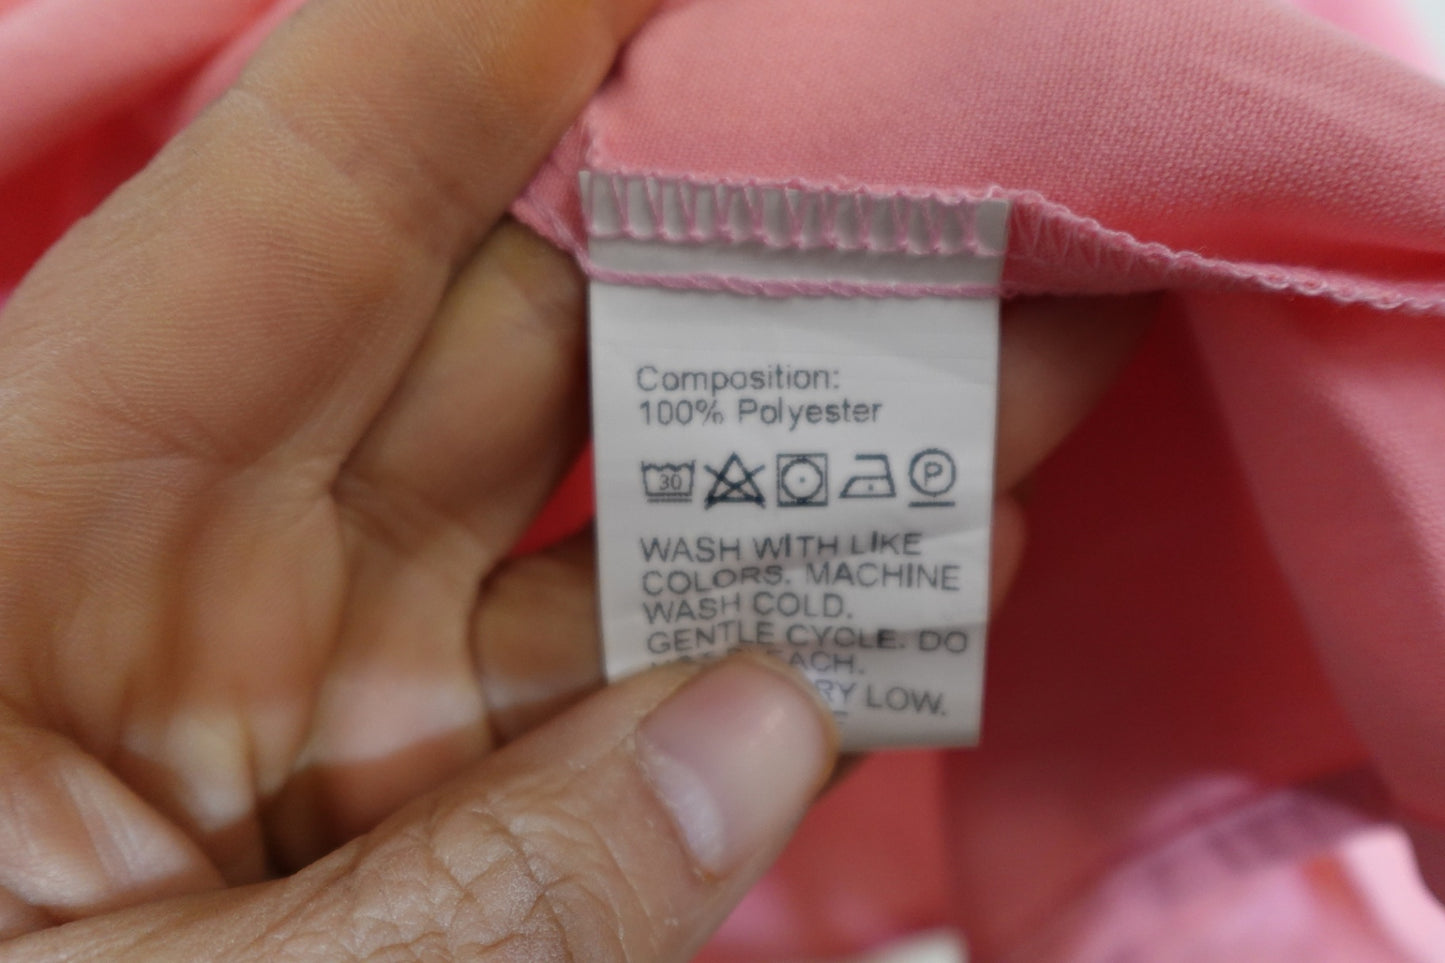 Composition:
100% Polyester
30 P
WASH WITH LIKE
COLORS. MACHINE
WASH COLD.
GENTLE CYCLE. DO
LOW.